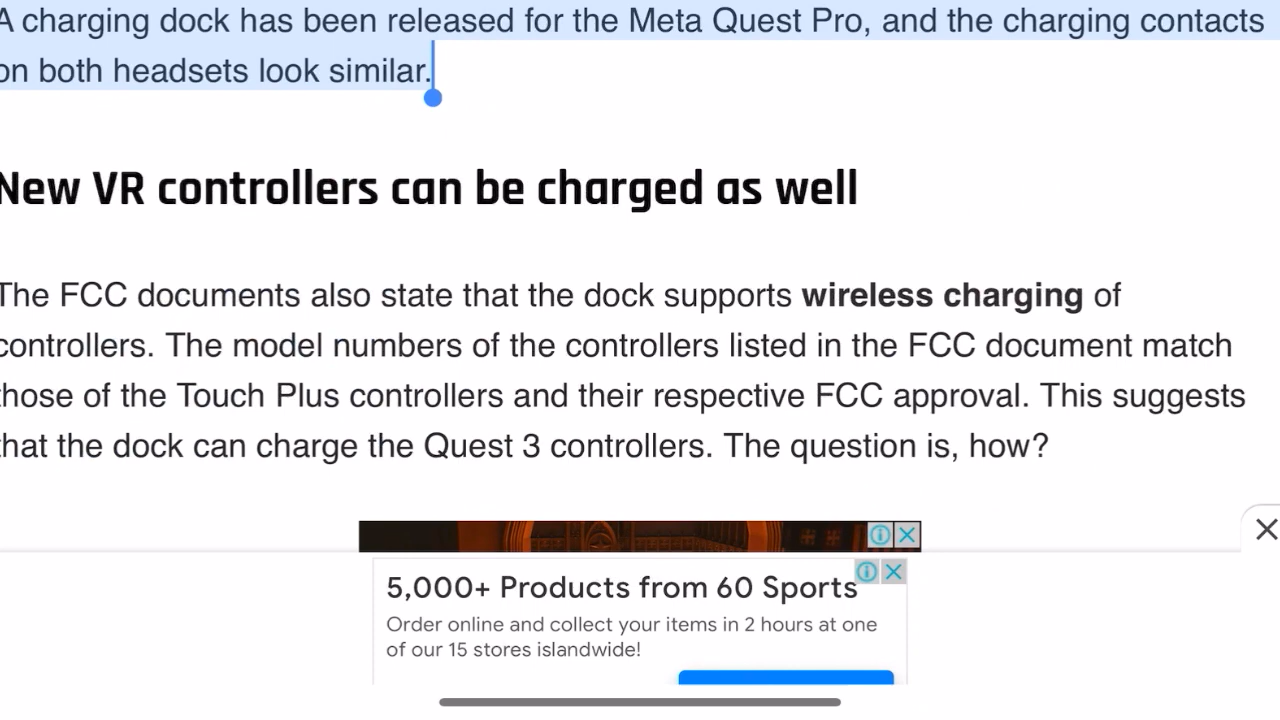 A charging dock has been released for the Meta Quest Pro, and the charging contacts
on both headsets look similar.
New VR controllers can be charged as well
The FCC documents also state that the dock supports wireless charging of
controllers. The model numbers of the controllers listed in the FCC document match
those of the Touch Plus controllers and their respective FCC approval. This suggests
that the dock can charge the Quest 3 controllers. The question is, how?
5,000+ Products from 60 Sports
Order online and collect your items in 2 hours at one
of our 15 stores islandwide!